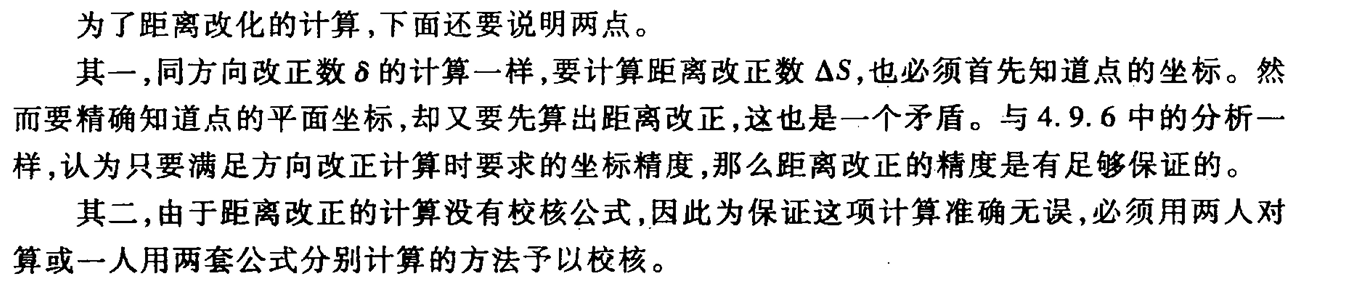 为了距离改化的计算,下面还要说明两点。
其一,同方向改正数 δ 的计算一样,要计算距离改正数 ΔS,也必须首先知道点的坐标。然
而要精确知道点的平面坐标,却又要先算出距离改正,这也是一个矛盾。与 4.9.6 中的分析一
样,认为只要满足方向改正计算时要求的坐标精度,那么距离改正的精度是有足够保证的。
其二,由于距离改正的计算没有校核公式,因此为保证这项计算准确无误,必须用两人对
算或一人用两套公式分别计算的方法予以校核。